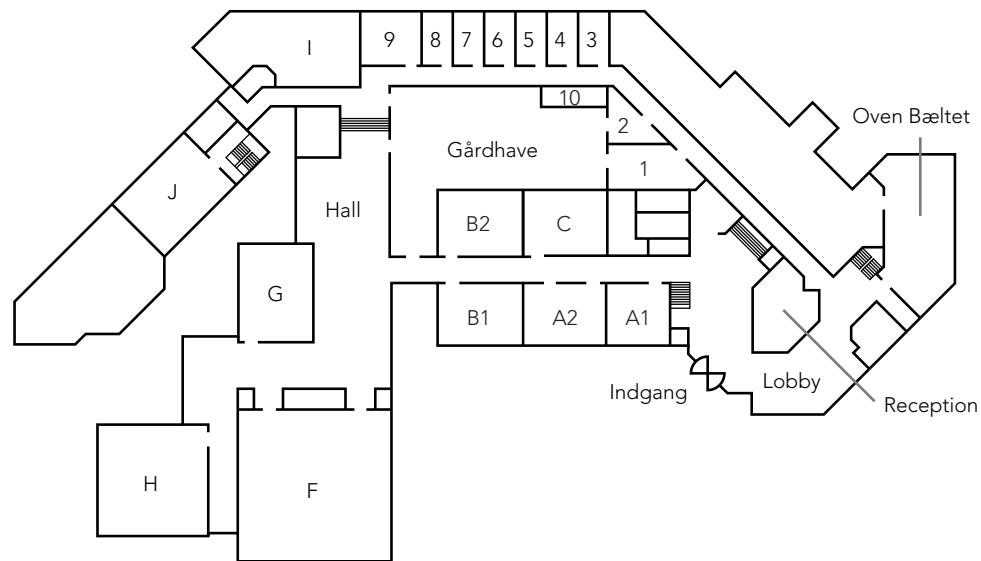 I
9
8
7
6
5
4
3
10
2
Oven Bæltet
Gårdhave
1
J
Hall
B2
C
G
B1
A2
A1
Indgang
Lobby
Reception
H
F